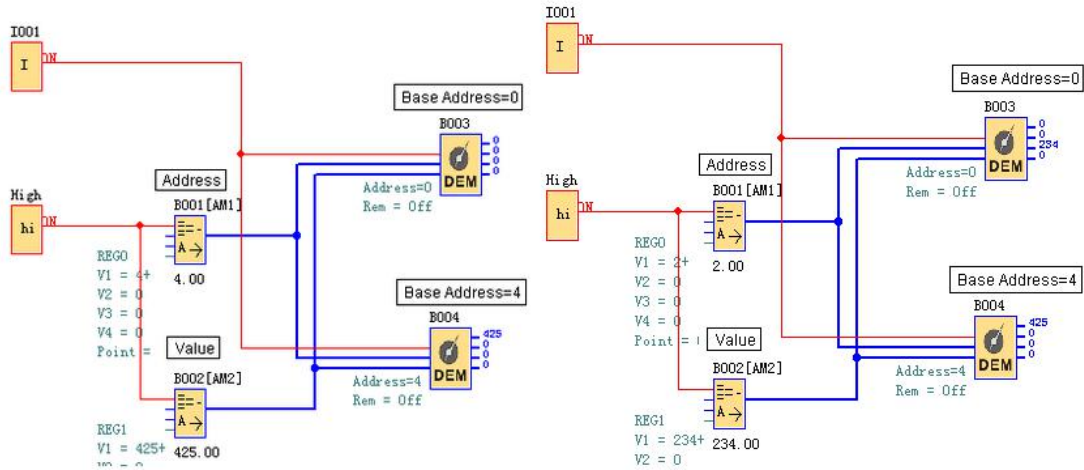 I001
ON
I
Base Address=0
B003
0
0
0
0
DEM
Address=0
Rem = Off
High
ON
hi
Address
B001[AM1]
A
4.00
REG0
V1 = 4+
V2 = 0
V3 = 0
V4 = 0
Point =
Base Address=4
B004
425
0
0
0
DEM
Address=4
Rem = Off
Value
B002[AM2]
A
425.00
REG1
V1 = 425+
V2 = 0
I001
ON
I
Base Address=0
B003
0
0
234
0
DEM
Address=0
Rem = Off
High
ON
hi
Address
B001[AM1]
A
2.00
REG0
V1 = 2+
V2 = 0
V3 = 0
V4 = 0
Point =
Base Address=4
B004
425
0
0
0
DEM
Address=4
Rem = Off
Value
B002[AM2]
A
234.00
REG1
V1 = 234+
V2 = 0